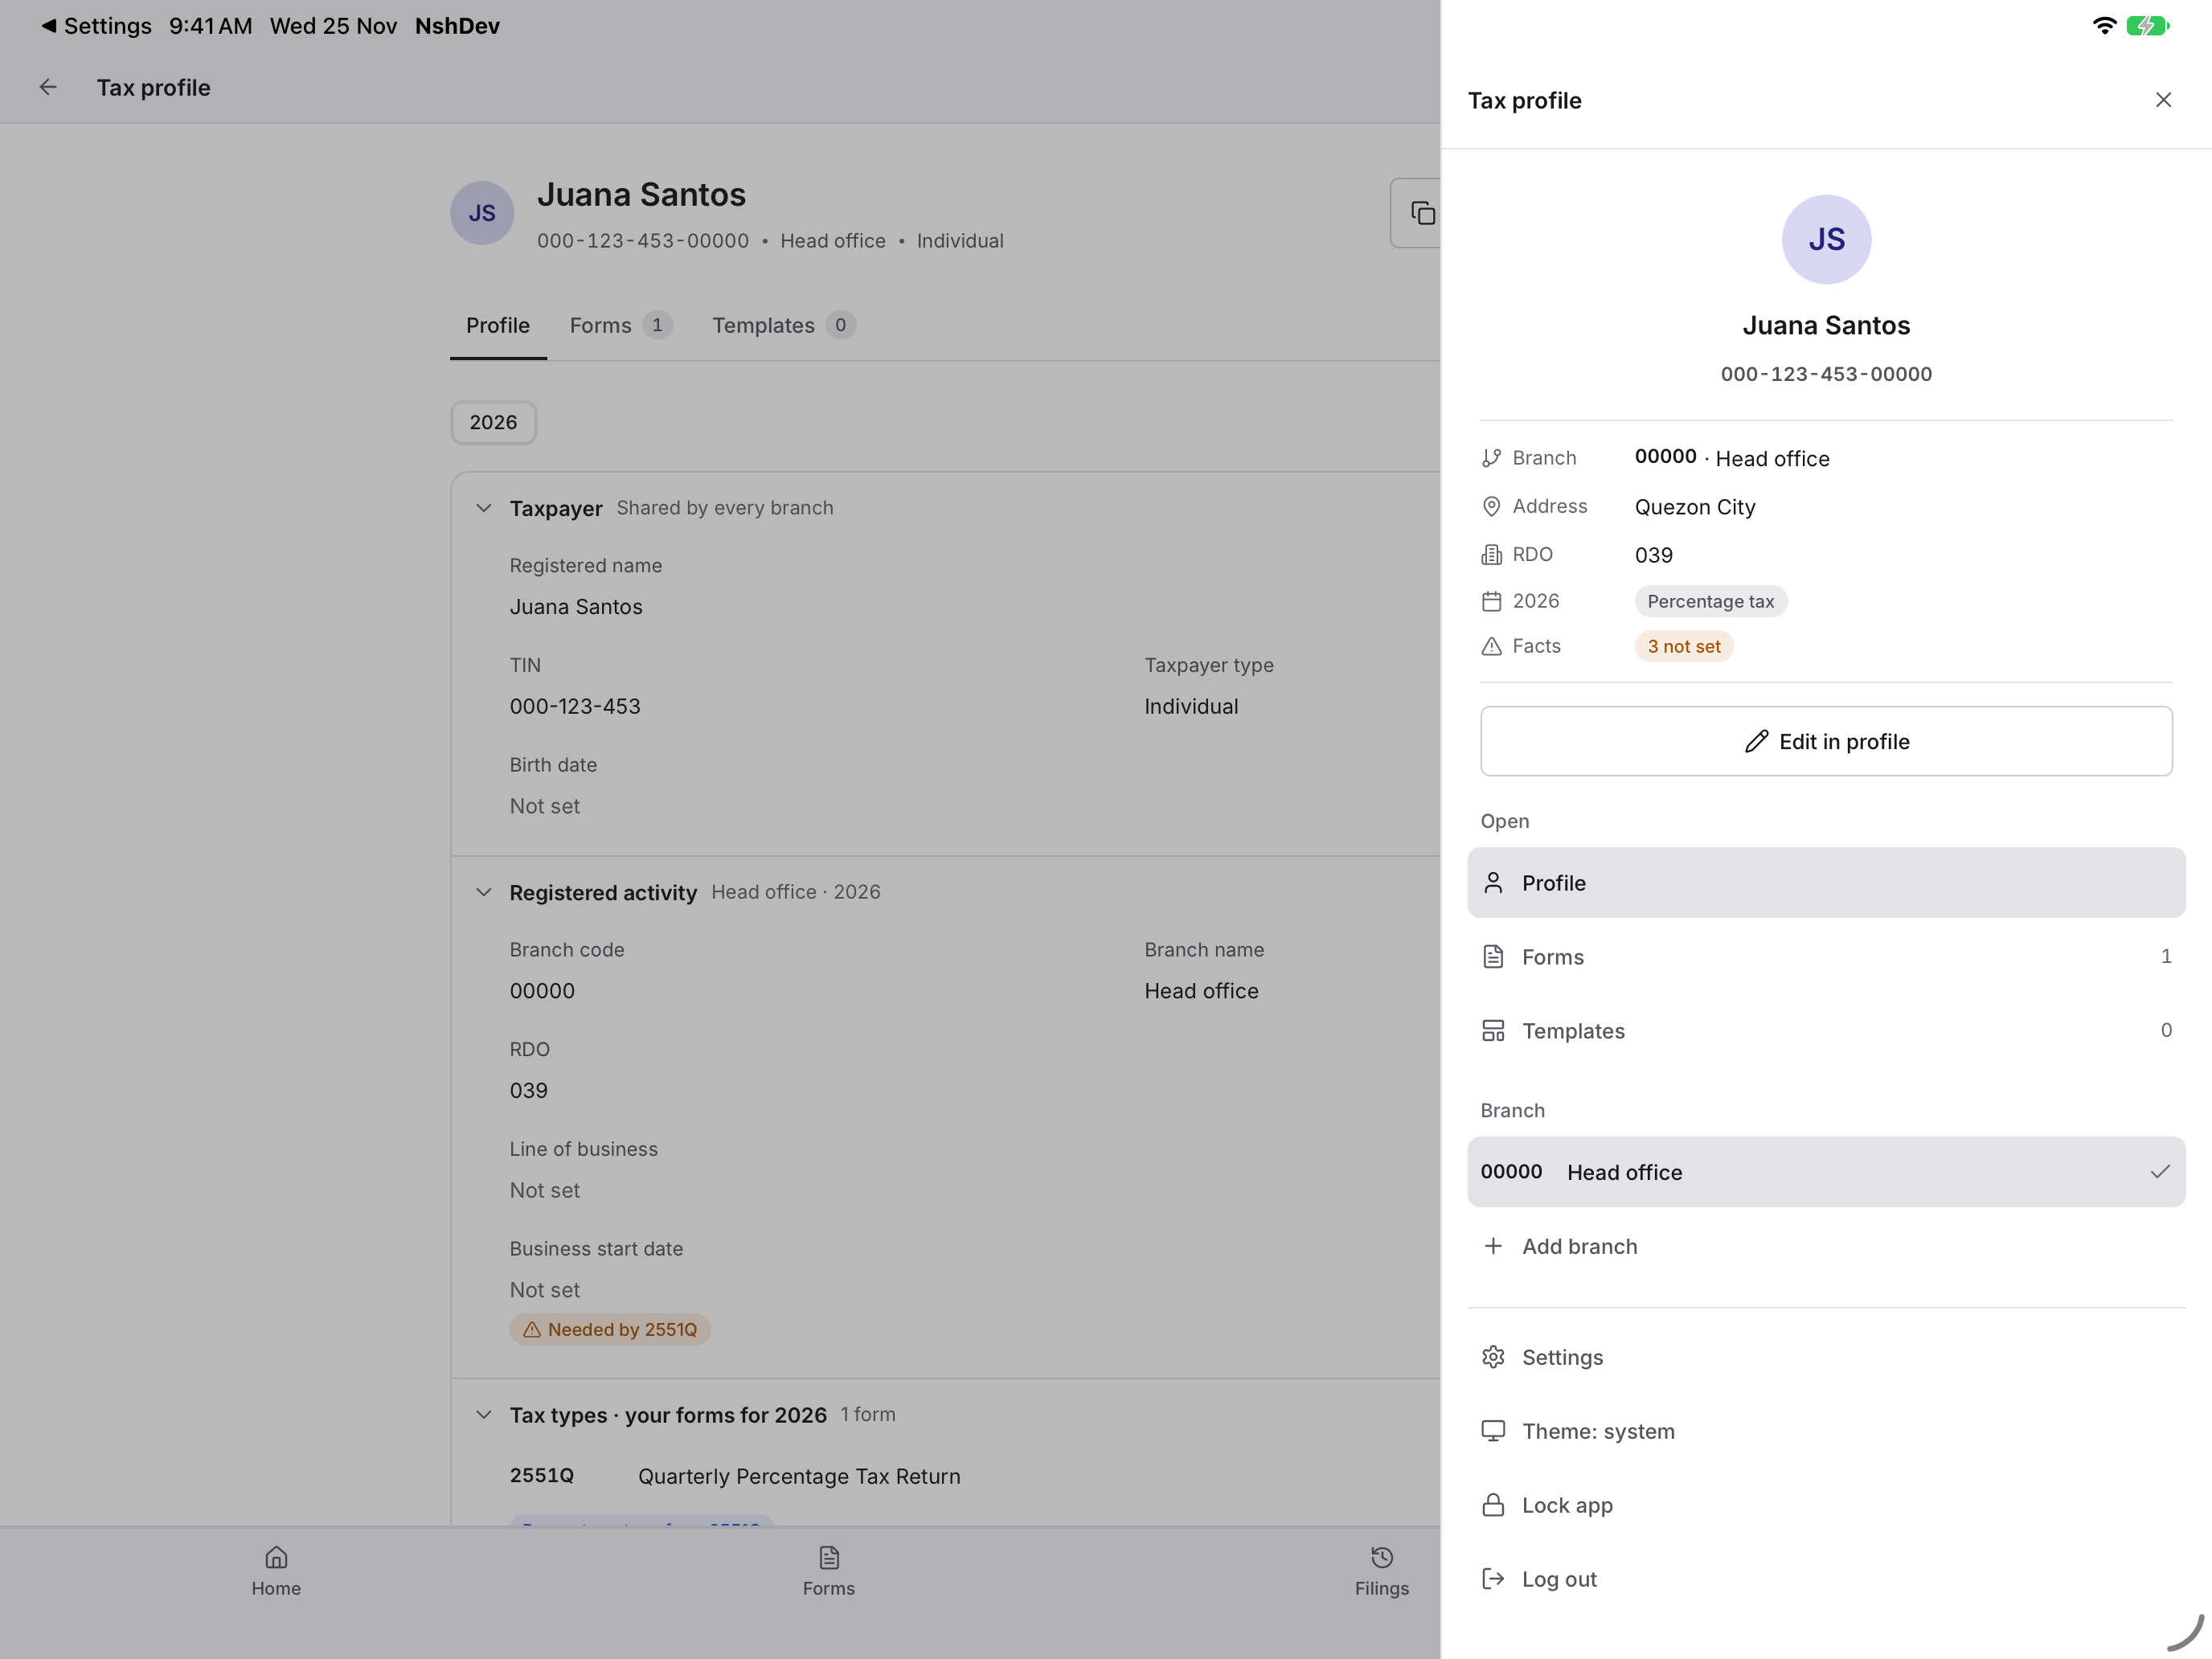 ◀ Settings 9:41 AM Wed 25 Nov NshDev
Tax profile
JS
Juana Santos
000-123-453-00000 • Head office • Individual
Profile Forms 1 Templates 0
2026
Taxpayer Shared by every branch
Registered name
Juana Santos
TIN Taxpayer type
000-123-453 Individual
Birth date
Not set
Registered activity Head office · 2026
Branch code Branch name
00000 Head office
RDO
039
Line of business
Not set
Business start date
Not set
Needed by 2551Q
Tax types · your forms for 2026 1 form
2551Q Quarterly Percentage Tax Return
Home Forms Filings
Tax profile
JS
Juana Santos
000-123-453-00000
Branch 00000 · Head office
Address Quezon City
RDO 039
2026 Percentage tax
Facts 3 not set
Edit in profile
Open
Profile
Forms 1
Templates 0
Branch
00000 Head office
Add branch
Settings
Theme: system
Lock app
Log out